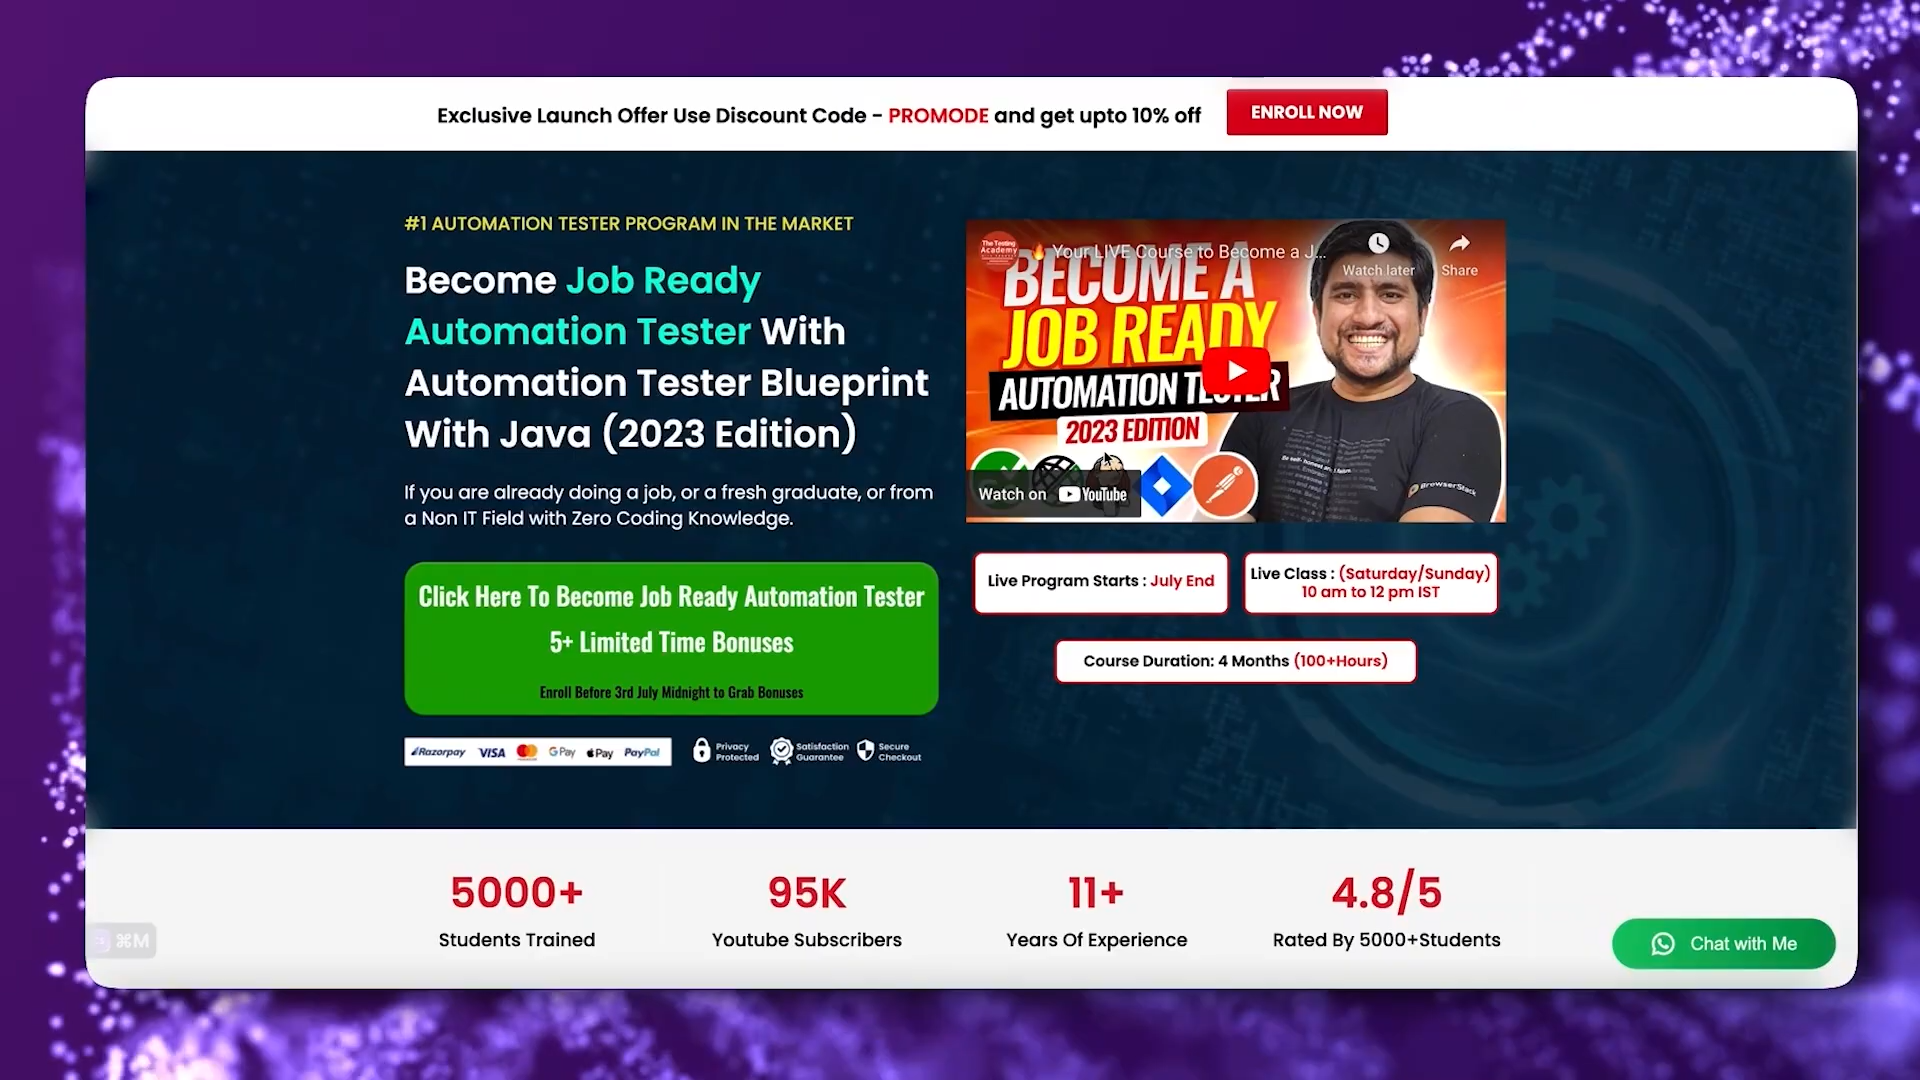 Exclusive Launch Offer Use Discount Code - PROMODE and get upto 10% off
ENROLL NOW
#1 AUTOMATION TESTER PROGRAM IN THE MARKET
Become Job Ready
Automation Tester With
Automation Tester Blueprint
With Java (2023 Edition)
If you are already doing a job, or a fresh graduate, or from
a Non IT Field with Zero Coding Knowledge.
Click Here To Become Job Ready Automation Tester
5+ Limited Time Bonuses
Enroll Before 3rd July Midnight to Grab Bonuses
Razorpay VISA G Pay Pay PayPal
Privacy
Protected
Satisfaction
Guarantee
Secure
Checkout
The Testing
Academy
Your LIVE Course to Become a J...
Watch later
Share
BECOME A
JOB READY
AUTOMATION TESTER
2023 EDITION
Watch on YouTube
BrowserStack
Live Program Starts : July End
Live Class : (Saturday/Sunday)
10 am to 12 pm IST
Course Duration: 4 Months (100+Hours)
5000+
Students Trained
95K
Youtube Subscribers
11+
Years Of Experience
4.8/5
Rated By 5000+Students
⌘M
Chat with Me